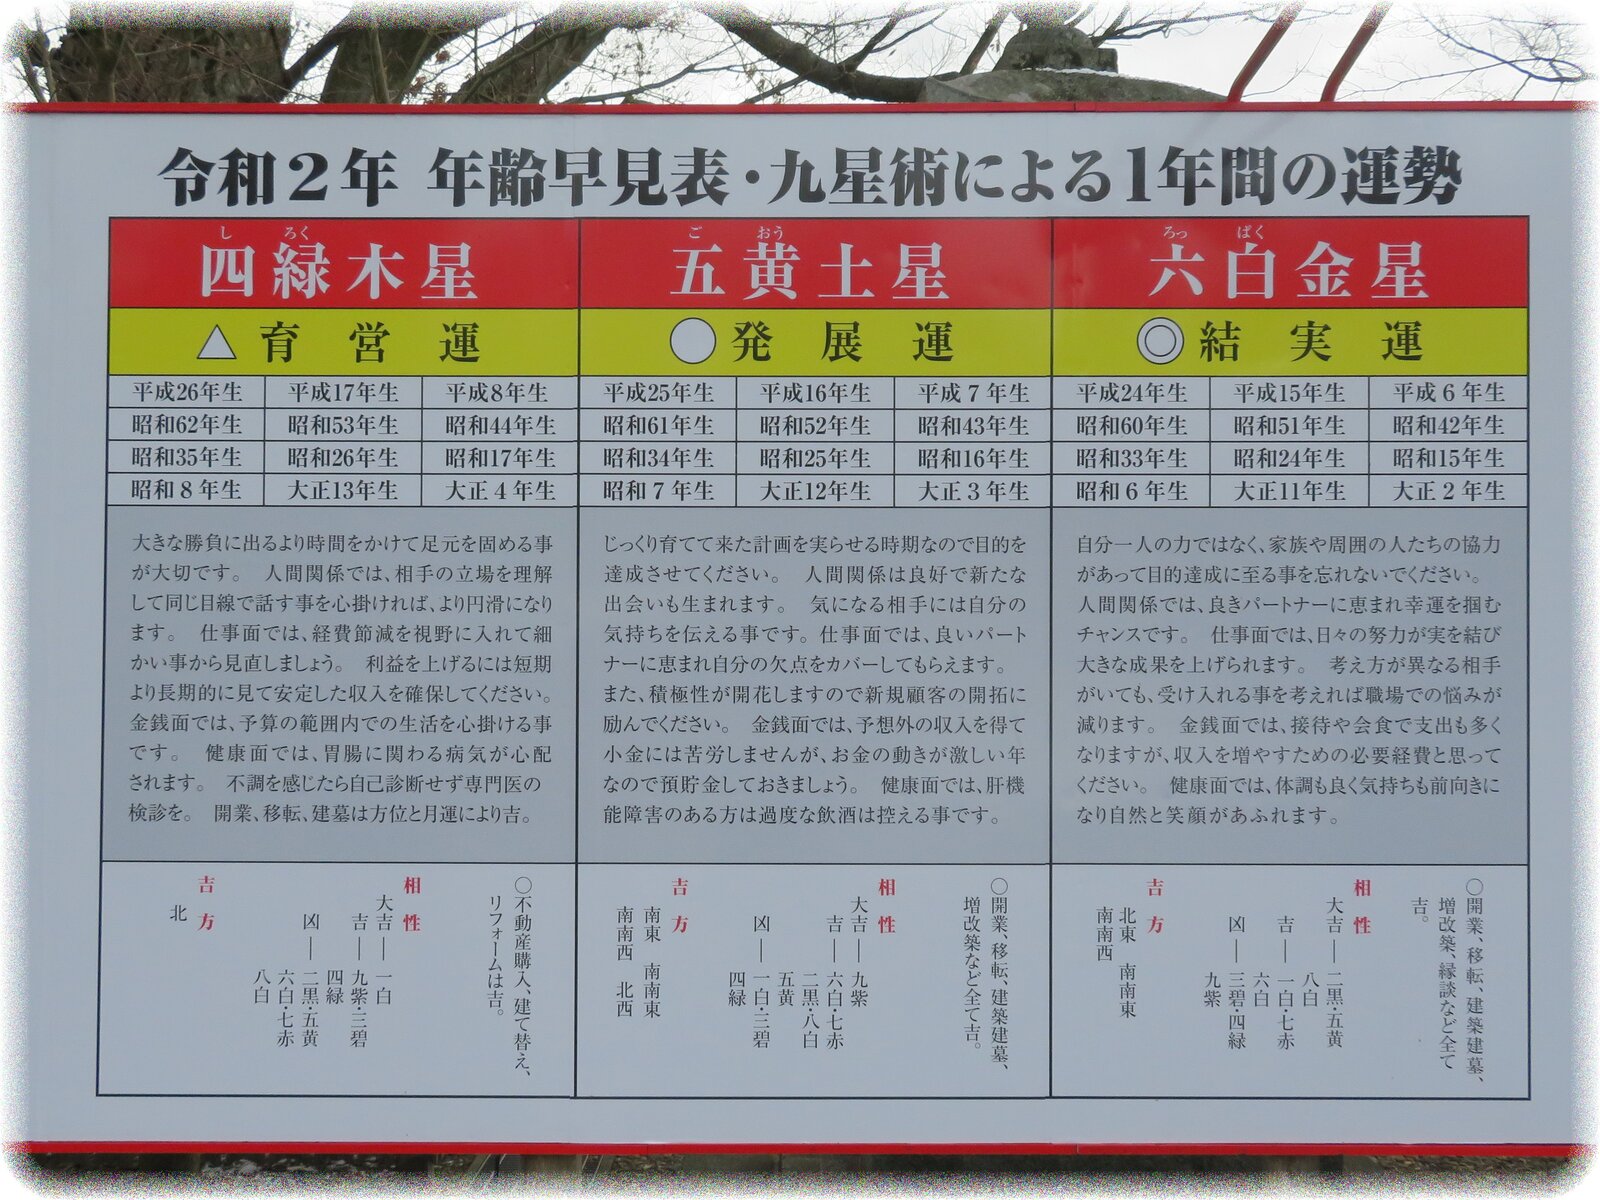 令和2年 年齢早見表・九星術による1年間の運勢
し ろく
四緑木星
△育営運
平成26年生 平成17年生 平成8年生
昭和62年生 昭和53年生 昭和44年生
昭和35年生 昭和26年生 昭和17年生
昭和8年生 大正13年生 大正4年生
大きな勝負に出るより時間をかけて足元を固める事
が大切です。 人間関係では、相手の立場を理解
して同じ目線で話す事を心掛ければ、より円滑になり
ます。 仕事面では、経費節減を視野に入れて細
かい事から見直しましょう。 利益を上げるには短期
より長期的に見て安定した収入を確保してください。
金銭面では、予算の範囲内での生活を心掛ける事
です。 健康面では、胃腸に関わる病気が心配
されます。 不調を感じたら自己診断せず専門医の
検診を。 開業、移転、建墓は方位と月運により吉。
○不動産購入、建て替え、
リフォームは吉。
相性
大吉―一白
吉―九紫・三碧
四緑
凶―二黒・五黄
六白・七赤
八白
吉方
北
ご おう
五黄土星
○発展運
平成25年生 平成16年生 平成7年生
昭和61年生 昭和52年生 昭和43年生
昭和34年生 昭和25年生 昭和16年生
昭和7年生 大正12年生 大正3年生
じっくり育てて来た計画を実らせる時期なので目的を
達成させてください。 人間関係は良好で新たな
出会いも生まれます。 気になる相手には自分の
気持ちを伝える事です。仕事面では、良いパート
ナーに恵まれ自分の欠点をカバーしてもらえます。
また、積極性が開花しますので新規顧客の開拓に
励んでください。 金銭面では、予想外の収入を得て
小金には苦労しませんが、お金の動きが激しい年
なので預貯金しておきましょう。 健康面では、肝機
能障害のある方は過度な飲酒は控える事です。
○開業、移転、建築建墓、
増改築など全て吉。
相性
大吉―九紫
吉―六白・七赤
二黒・八白
五黄
凶―一白・三碧
四緑
吉方
南東 南南東
南南西 北西
ろっ ぱく
六白金星
◎結実運
平成24年生 平成15年生 平成6年生
昭和60年生 昭和51年生 昭和42年生
昭和33年生 昭和24年生 昭和15年生
昭和6年生 大正11年生 大正2年生
自分一人の力ではなく、家族や周囲の人たちの協力
があって目的達成に至る事を忘れないでください。
人間関係では、良きパートナーに恵まれ幸運を掴む
チャンスです。 仕事面では、日々の努力が実を結び
大きな成果を上げられます。 考え方が異なる相手
がいても、受け入れる事を考えれば職場での悩みが
減ります。 金銭面では、接待や会食で支出も多く
なりますが、収入を増やすための必要経費と思って
ください。 健康面では、体調も良く気持ちも前向きに
なり自然と笑顔があふれます。
○開業、移転、建築建墓、
増改築、縁談など全て
吉。
相性
大吉―二黒・五黄
八白
吉―一白・七赤
六白
凶―三碧・四緑
九紫
吉方
北東 南南東
南南西